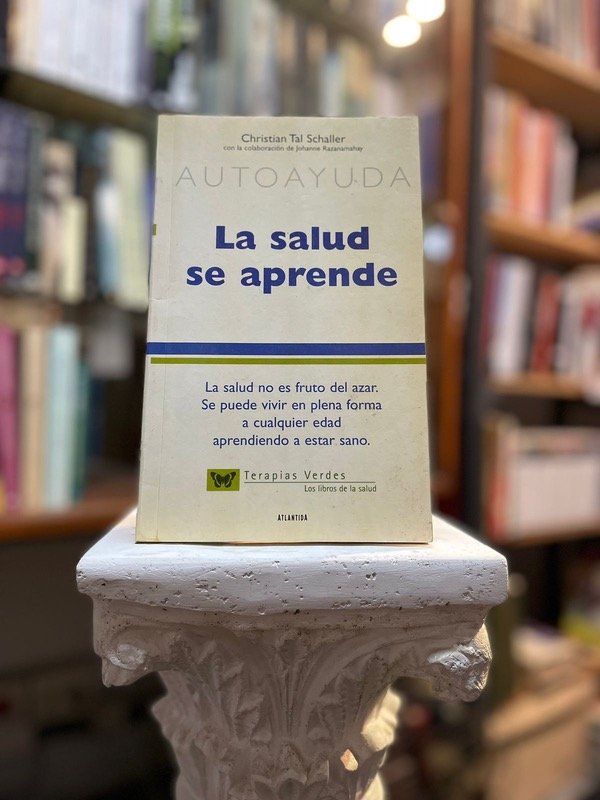 Christian Tal Schaller
con la colaboración de Johanne Razanamahay
AUTOAYUDA
La salud
se aprende
La salud no es fruto del azar.
Se puede vivir en plena forma
a cualquier edad
aprendiendo a estar sano.
Terapias Verdes
Los libros de la salud
ATLANTIDA